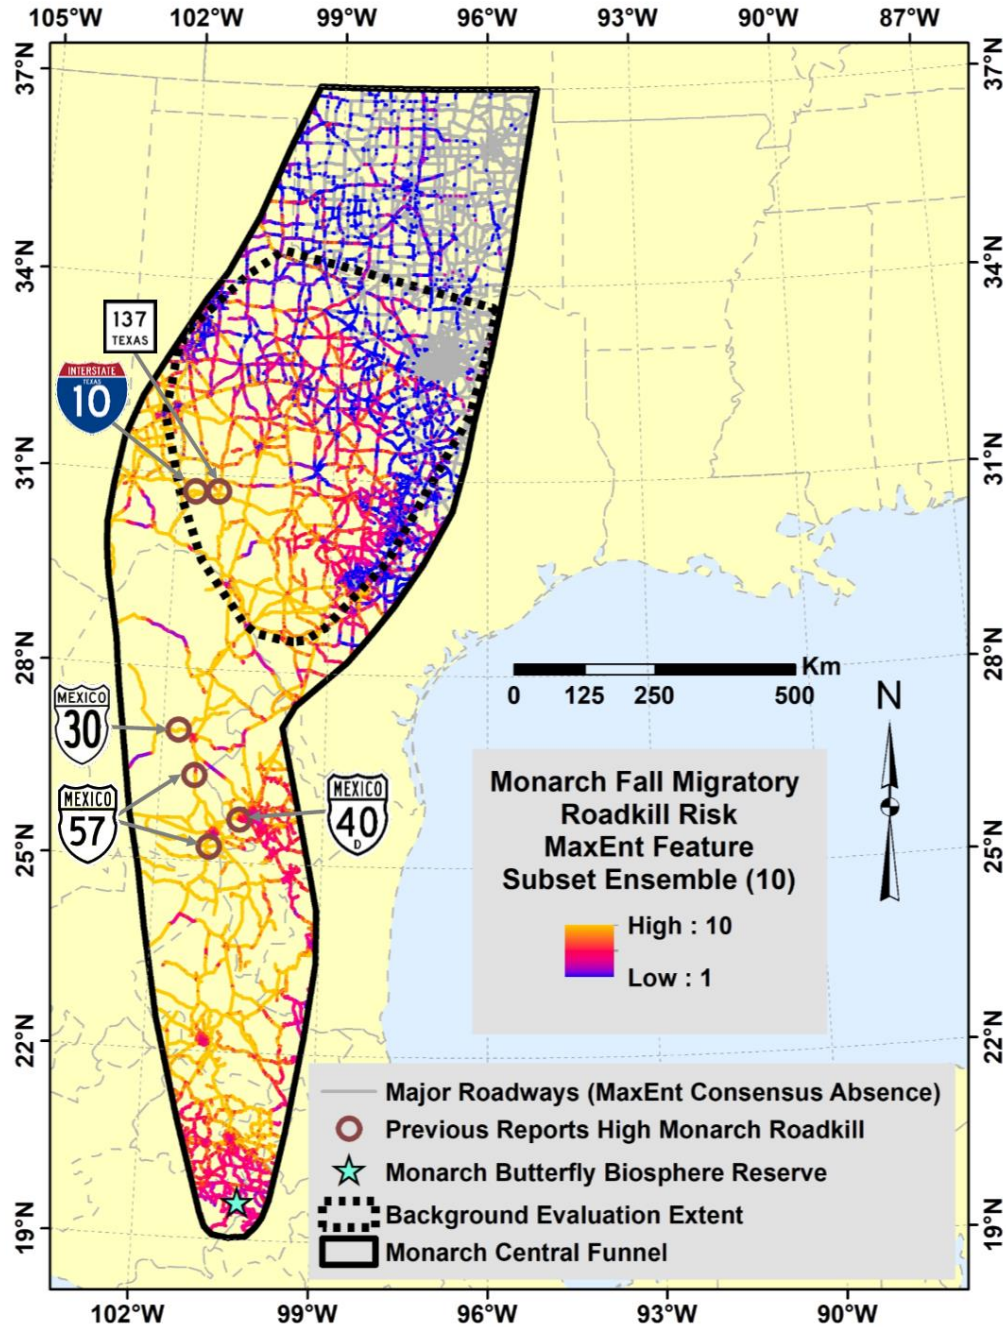 105°W 102°W 99°W 96°W 93°W 90°W 87°W
37°N 37°N
34°N 34°N
137
TEXAS
INTERSTATE
TEXAS
10
31°N 31°N
28°N 28°N
Km
0 125 250 500
N
MEXICO
30
MEXICO
57
MEXICO
40
D
25°N 25°N
Monarch Fall Migratory
Roadkill Risk
MaxEnt Feature
Subset Ensemble (10)
High : 10
Low : 1
22°N 22°N
Major Roadways (MaxEnt Consensus Absence)
Previous Reports High Monarch Roadkill
Monarch Butterfly Biosphere Reserve
Background Evaluation Extent
Monarch Central Funnel
19°N 19°N
102°W 99°W 96°W 93°W 90°W